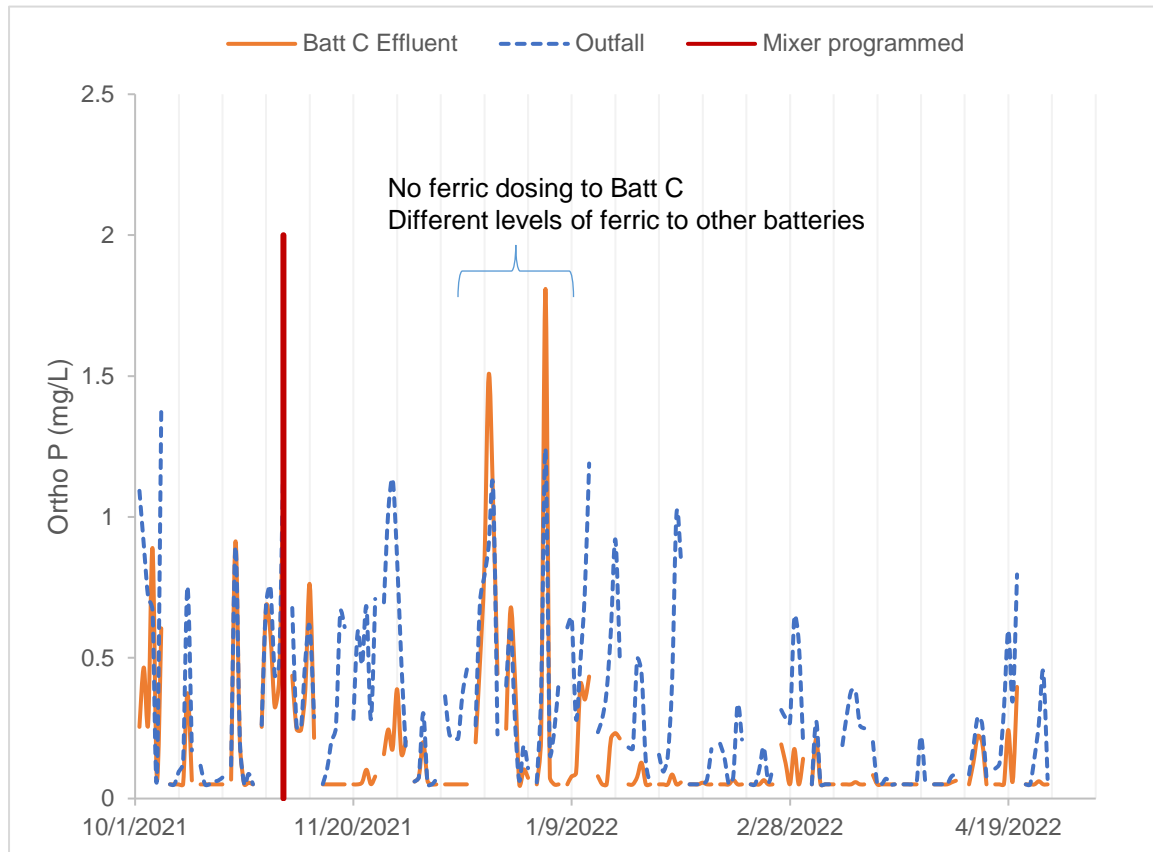 Batt C Effluent Outfall Mixer programmed
2.5
No ferric dosing to Batt C
Different levels of ferric to other batteries
2
1.5
1
0.5
0
Ortho P (mg/L)
10/1/2021 11/20/2021 1/9/2022 2/28/2022 4/19/2022